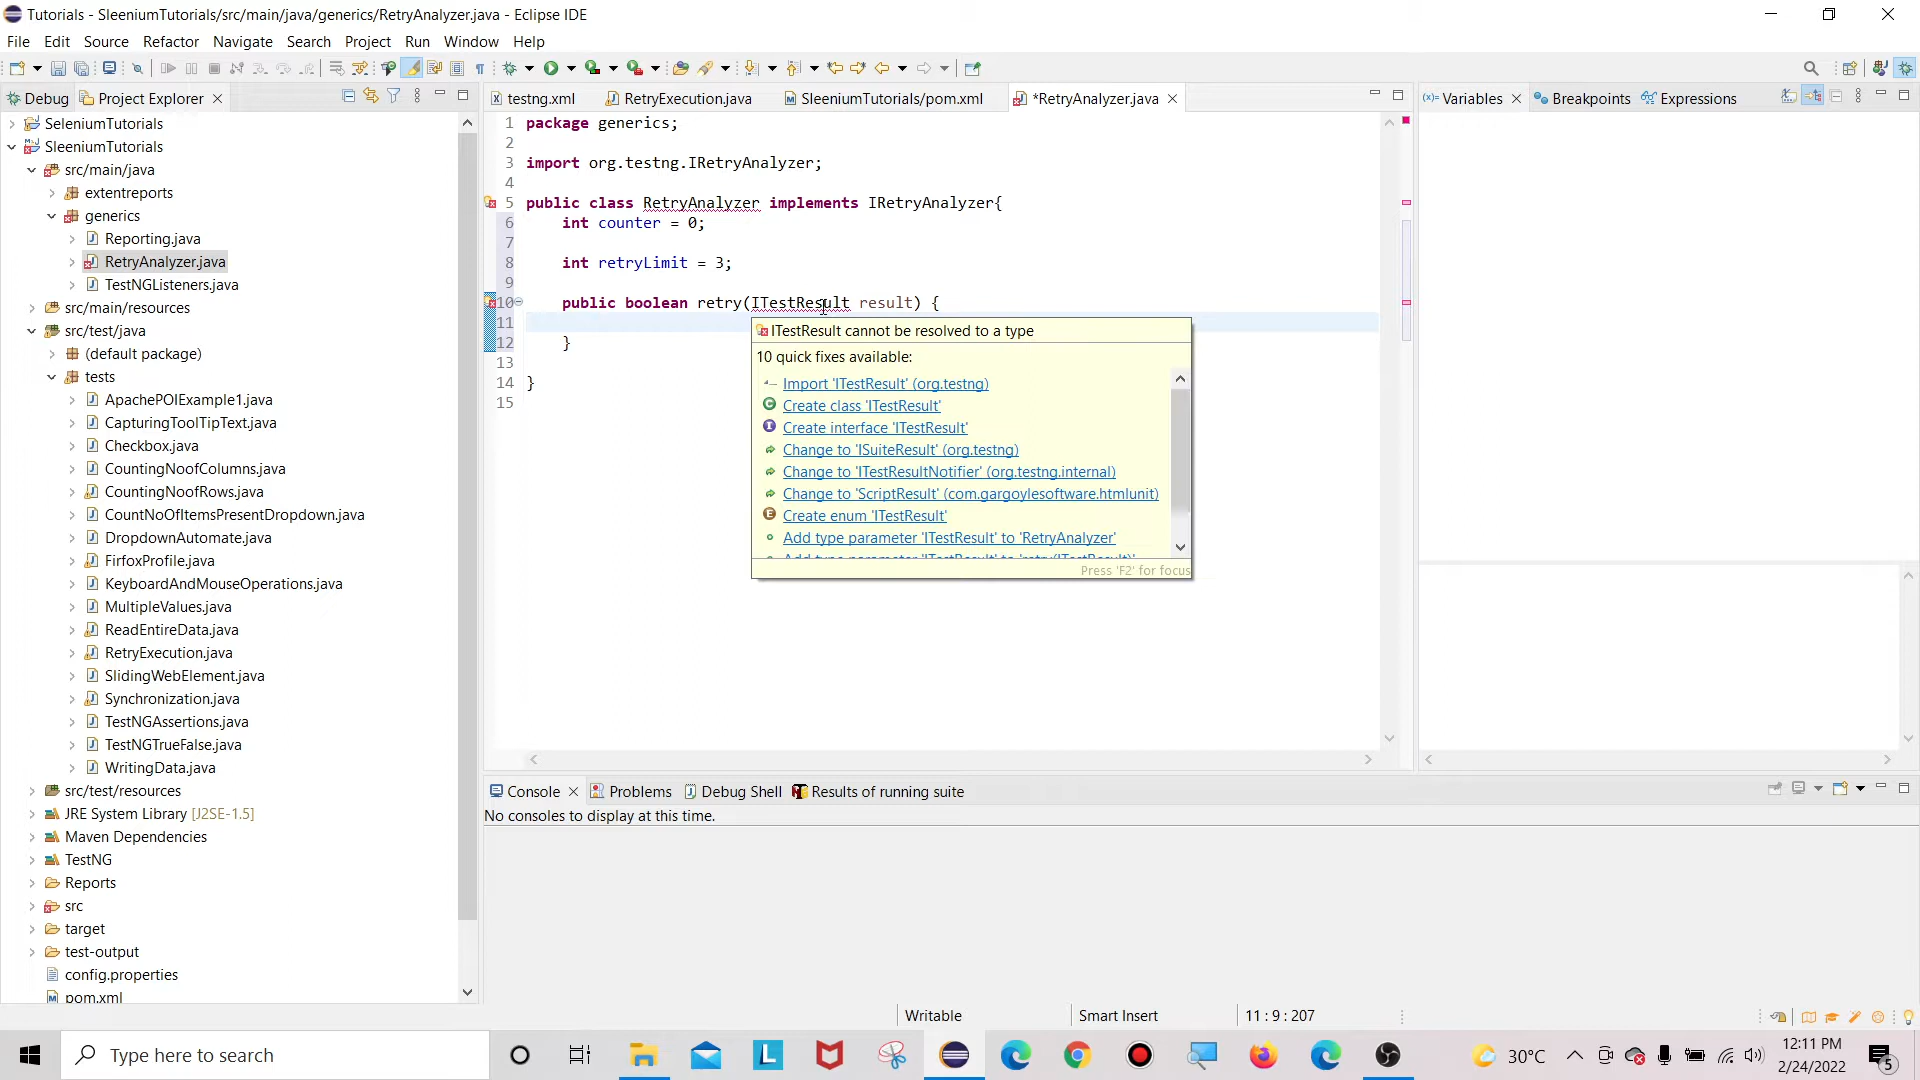 Tutorials - SleeniumTutorials/src/main/java/generics/RetryAnalyzer.java - Eclipse IDE
File Edit Source Refactor Navigate Search Project Run Window Help
Debug Project Explorer
testng.xml RetryExecution.java SleeniumTutorials/pom.xml *RetryAnalyzer.java
(x)= Variables Breakpoints Expressions
SeleniumTutorials
SleeniumTutorials
src/main/java
extentreports
generics
Reporting.java
RetryAnalyzer.java
TestNGListeners.java
src/main/resources
src/test/java
(default package)
tests
ApachePOIExample1.java
CapturingToolTipText.java
Checkbox.java
CountingNoofColumns.java
CountingNoofRows.java
CountNoOfItemsPresentDropdown.java
DropdownAutomate.java
FirfoxProfile.java
KeyboardAndMouseOperations.java
MultipleValues.java
ReadEntireData.java
RetryExecution.java
SlidingWebElement.java
Synchronization.java
TestNGAssertions.java
TestNGTrueFalse.java
WritingData.java
src/test/resources
JRE System Library [J2SE-1.5]
Maven Dependencies
TestNG
Reports
src
target
test-output
config.properties
pom.xml
1 package generics;
2
3 import org.testng.IRetryAnalyzer;
4
5 public class RetryAnalyzer implements IRetryAnalyzer{
6 int counter = 0;
7
8 int retryLimit = 3;
9
10 public boolean retry(ITestResult result) {
11
12 }
13
14 }
15
ITestResult cannot be resolved to a type
10 quick fixes available:
Import 'ITestResult' (org.testng)
Create class 'ITestResult'
Create interface 'ITestResult'
Change to 'ISuiteResult' (org.testng)
Change to 'ITestResultNotifier' (org.testng.internal)
Change to 'ScriptResult' (com.gargoylesoftware.htmlunit)
Create enum 'ITestResult'
Add type parameter 'ITestResult' to 'RetryAnalyzer'
Add type parameter 'ITestResult' to 'retry(ITestResult)'
Press 'F2' for focus
Console Problems Debug Shell Results of running suite
No consoles to display at this time.
Writable Smart Insert 11 : 9 : 207
Type here to search
30°C
12:11 PM
2/24/2022
5